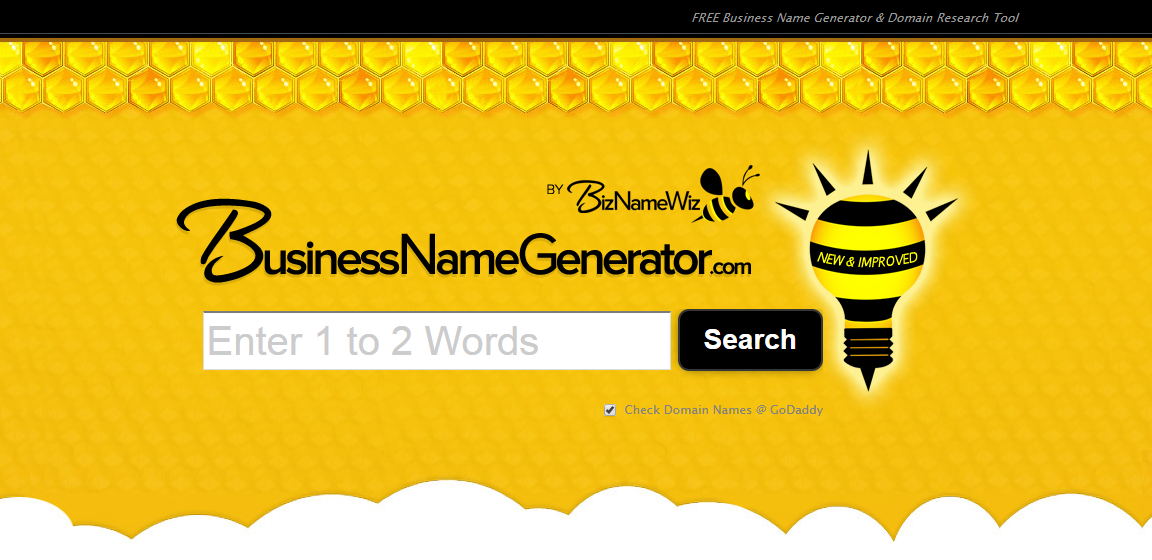 FREE Business Name Generator & Domain Research Tool
BY BizNameWiz
BusinessNameGenerator.com
NEW & IMPROVED
Enter 1 to 2 Words
Search
Check Domain Names @ GoDaddy